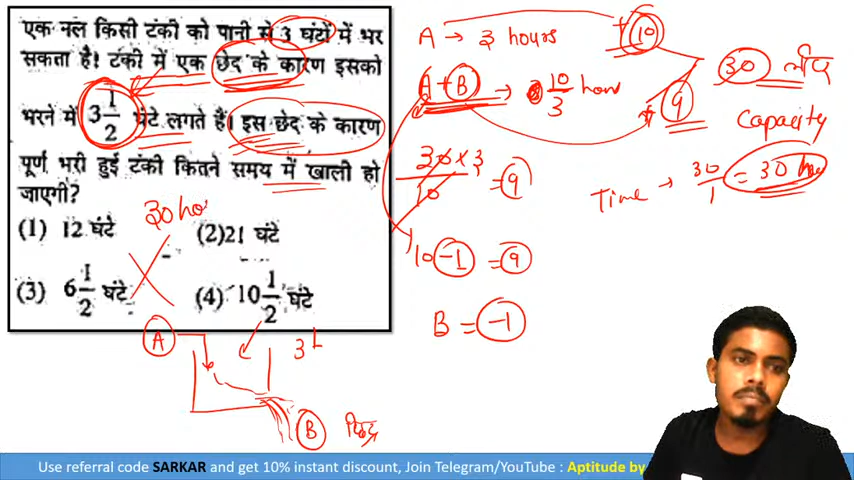 एक नल किसी टंकी को पानी से 3 घंटों में भर
सकता है। टंकी में एक छेद के कारण इसको
भरने में 3 1/2 घंटे लगते हैं। इस छेद के कारण
पूर्ण भरी हुई टंकी कितने समय में खाली हो
जाएगी?
(1) 12 घंटे (2) 21 घंटे
(3) 6 1/2 घंटे (4) 10 1/2 घंटे
30 ho
A
B
A → 3 hours
+10
A + B → 10/3 hour
+9
30
Capacity
30 × 3 / 10 = 9
Time → 30/1 = 30
10 -1 = 9
B = -1
Use referral code SARKAR and get 10% instant discount, Join Telegram/YouTube : Aptitude by